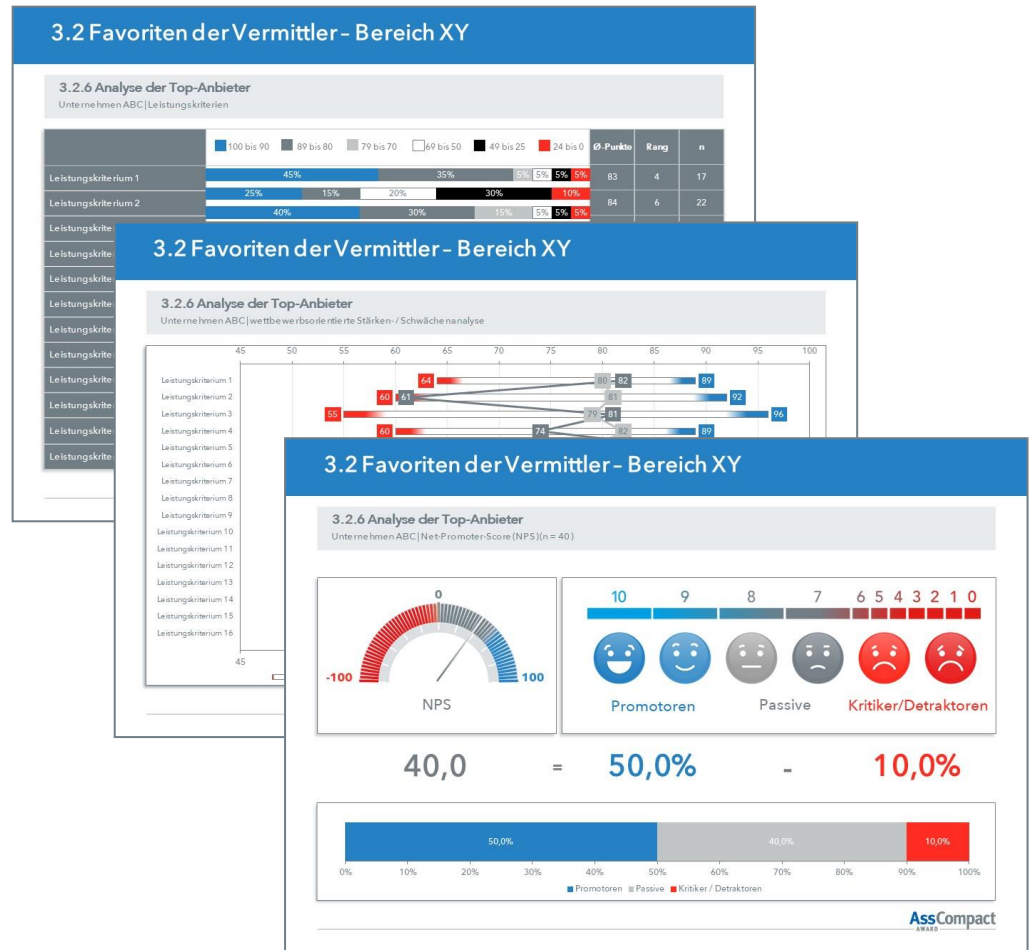 3.2 Favoriten der Vermittler – Bereich XY
3.2.6 Analyse der Top-Anbieter
Unternehmen ABC | Leistungskriterien
100 bis 90 89 bis 80 79 bis 70 69 bis 50 49 bis 25 24 bis 0 Ø-Punkte Rang n
Leistungskriterium 1 45% 35% 5% 5% 5% 5% 83 4 17
25% 15% 20% 30% 10%
Leistungskriterium 2 84 6 22
40% 30% 15% 5% 5% 5%
Leistungskrite
Leistungskrite
Leistungskrite
Leistungskrite
Leistungskrite
Leistungskrite
Leistungskrite
Leistungskrite
Leistungskrite
Leistungskrite
3.2 Favoriten der Vermittler – Bereich XY
3.2.6 Analyse der Top-Anbieter
Unternehmen ABC | wettbewerbsorientierte Stärken- / Schwächenanalyse
45 50 55 60 65 70 75 80 85 90 95 100
Leistungskriterium 1 64 80 82 89
Leistungskriterium 2 60 61 81 92
Leistungskriterium 3 55 79 81 96
Leistungskriterium 4 60 74 82 89
Leistungskriterium 5
Leistungskriterium 6
Leistungskriterium 7
Leistungskriterium 8
Leistungskriterium 9
Leistungskriterium 10
Leistungskriterium 11
Leistungskriterium 12
Leistungskriterium 13
Leistungskriterium 14
Leistungskriterium 15
Leistungskriterium 16
45
3.2 Favoriten der Vermittler – Bereich XY
3.2.6 Analyse der Top-Anbieter
Unternehmen ABC | Net-Promoter-Score (NPS) (n = 40)
0
-100 100
NPS
10 9 8 7 6 5 4 3 2 1 0
Promotoren Passive Kritiker/Detraktoren
40,0 = 50,0% - 10,0%
50,0% 40,0% 10,0%
0% 10% 20% 30% 40% 50% 60% 70% 80% 90% 100%
Promotoren Passive Kritiker / Detraktoren
AssCompact
AWARD